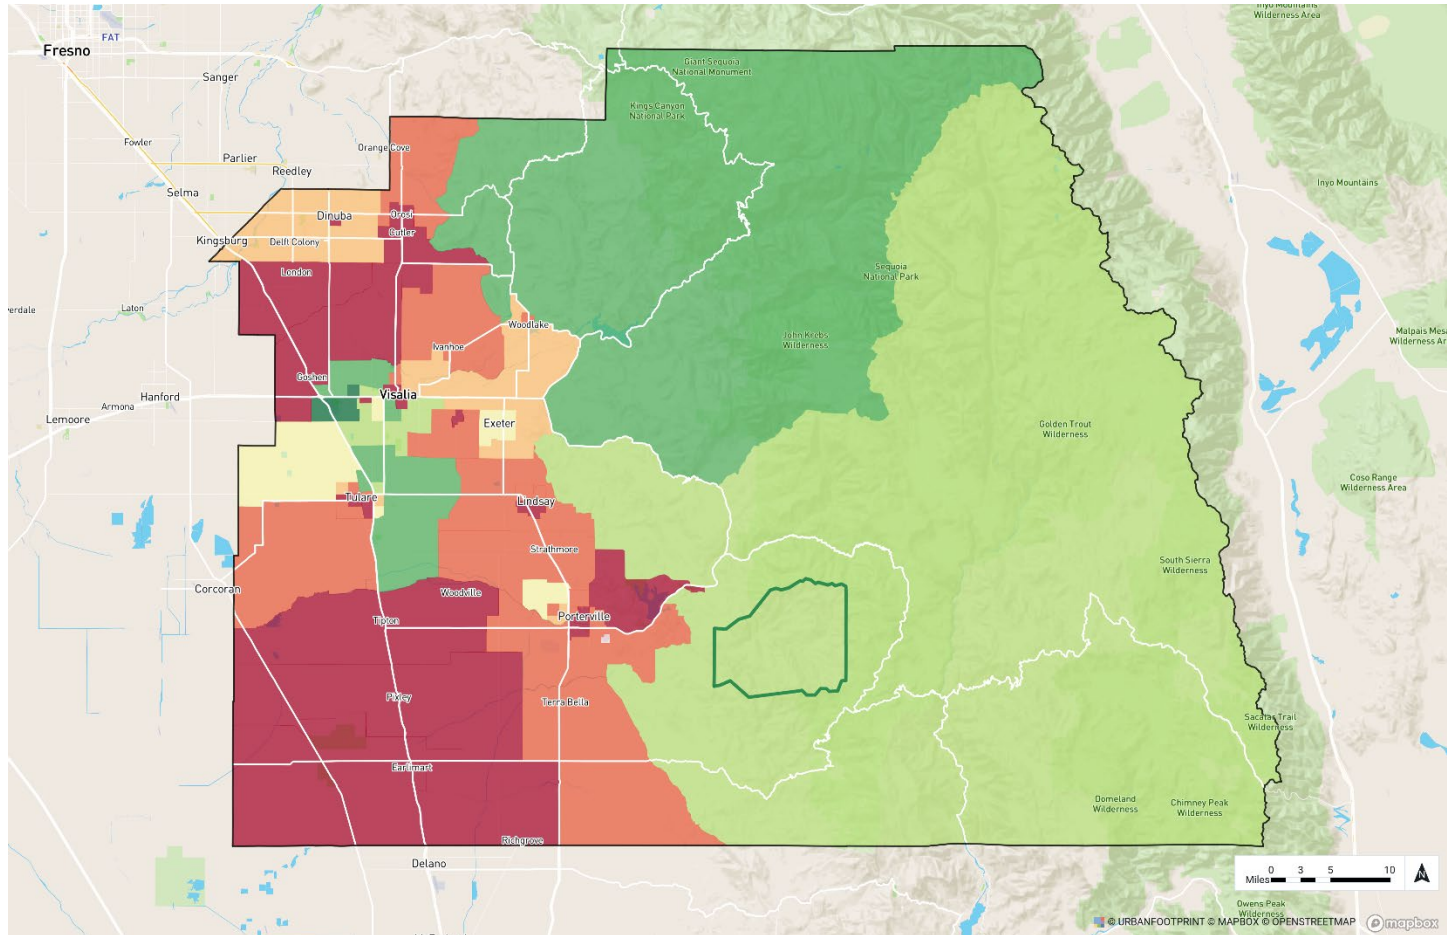 Inyo Mountains
Wilderness Area
FAT
Fresno
Giant Sequoia
National Monument
Sanger
Kings Canyon
National Park
Fowler
Orange Cove
Parlier
Reedley
Inyo Mountains
Selma
Dinuba
Orosi
Cutler
Kingsburg
Delft Colony
London
Sequoia
National Park
verdale
Laton
Woodlake
Malpais Mesa
Wilderness Ar
John Krebs
Wilderness
Ivanhoe
Goshen
Visalia
Hanford
Armona
Lemoore
Exeter
Golden Trout
Wilderness
Coso Range
Wilderness Area
Tulare
Lindsay
Strathmore
South Sierra
Wilderness
Corcoran
Woodville
Tipton
Porterville
Pixley
Terra Bella
Sacatar Trail
Wilderness
Earlimart
Domeland
Wilderness
Chimney Peak
Wilderness
Richgrove
Delano
0 3 5 10
Miles
N
Owens Peak
Wilderness
© URBANFOOTPRINT © MAPBOX © OPENSTREETMAP
mapbox